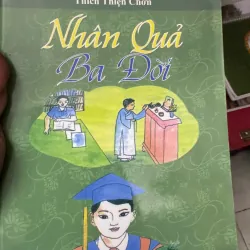 Thích Thiện Chơn
Nhân Quả
Ba Đời